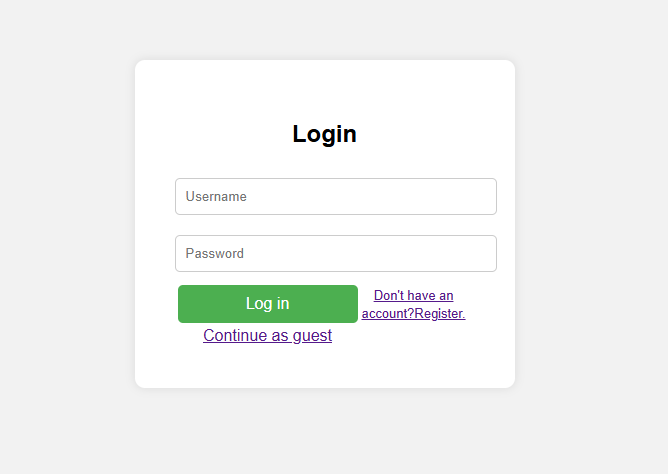 Login
Username
Password
Log in
Don't have an
account?Register.
Continue as guest